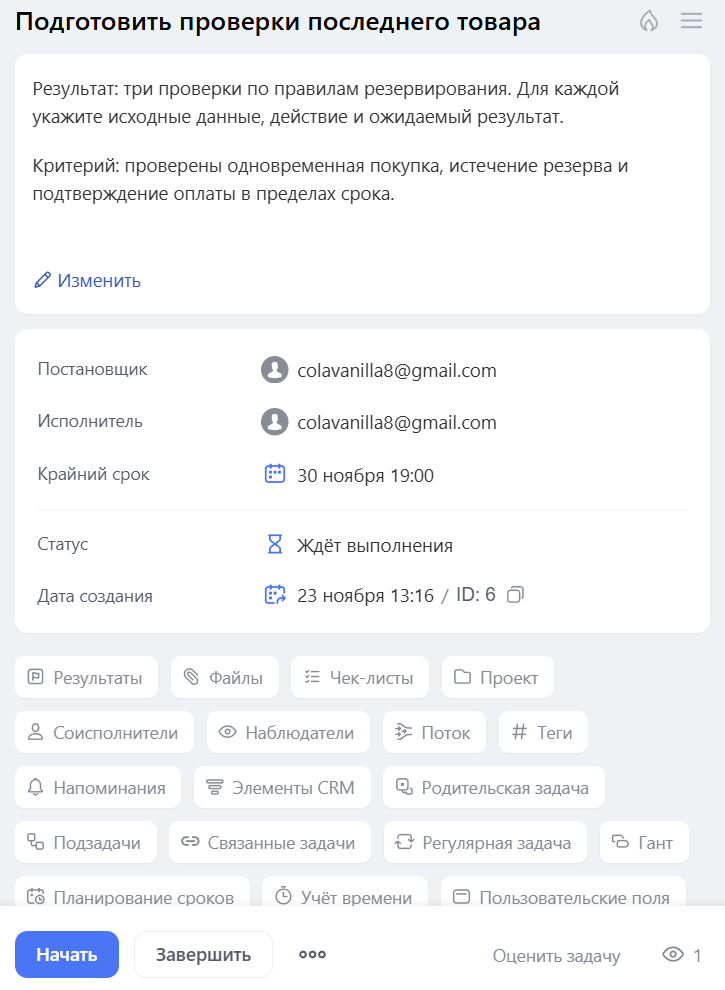 Подготовить проверки последнего товара
Результат: три проверки по правилам резервирования. Для каждой
укажите исходные данные, действие и ожидаемый результат.
Критерий: проверены одновременная покупка, истечение резерва и
подтверждение оплаты в пределах срока.
Изменить
Постановщик colavanilla8@gmail.com
Исполнитель colavanilla8@gmail.com
Крайний срок 30 ноября 19:00
Статус Ждёт выполнения
Дата создания 23 ноября 13:16 / ID: 6
Результаты Файлы Чек-листы Проект
Соисполнители Наблюдатели Поток # Теги
Напоминания Элементы CRM Родительская задача
Подзадачи Связанные задачи Регулярная задача Гант
Планирование сроков Учёт времени Пользовательские поля
Начать Завершить Оценить задачу 1